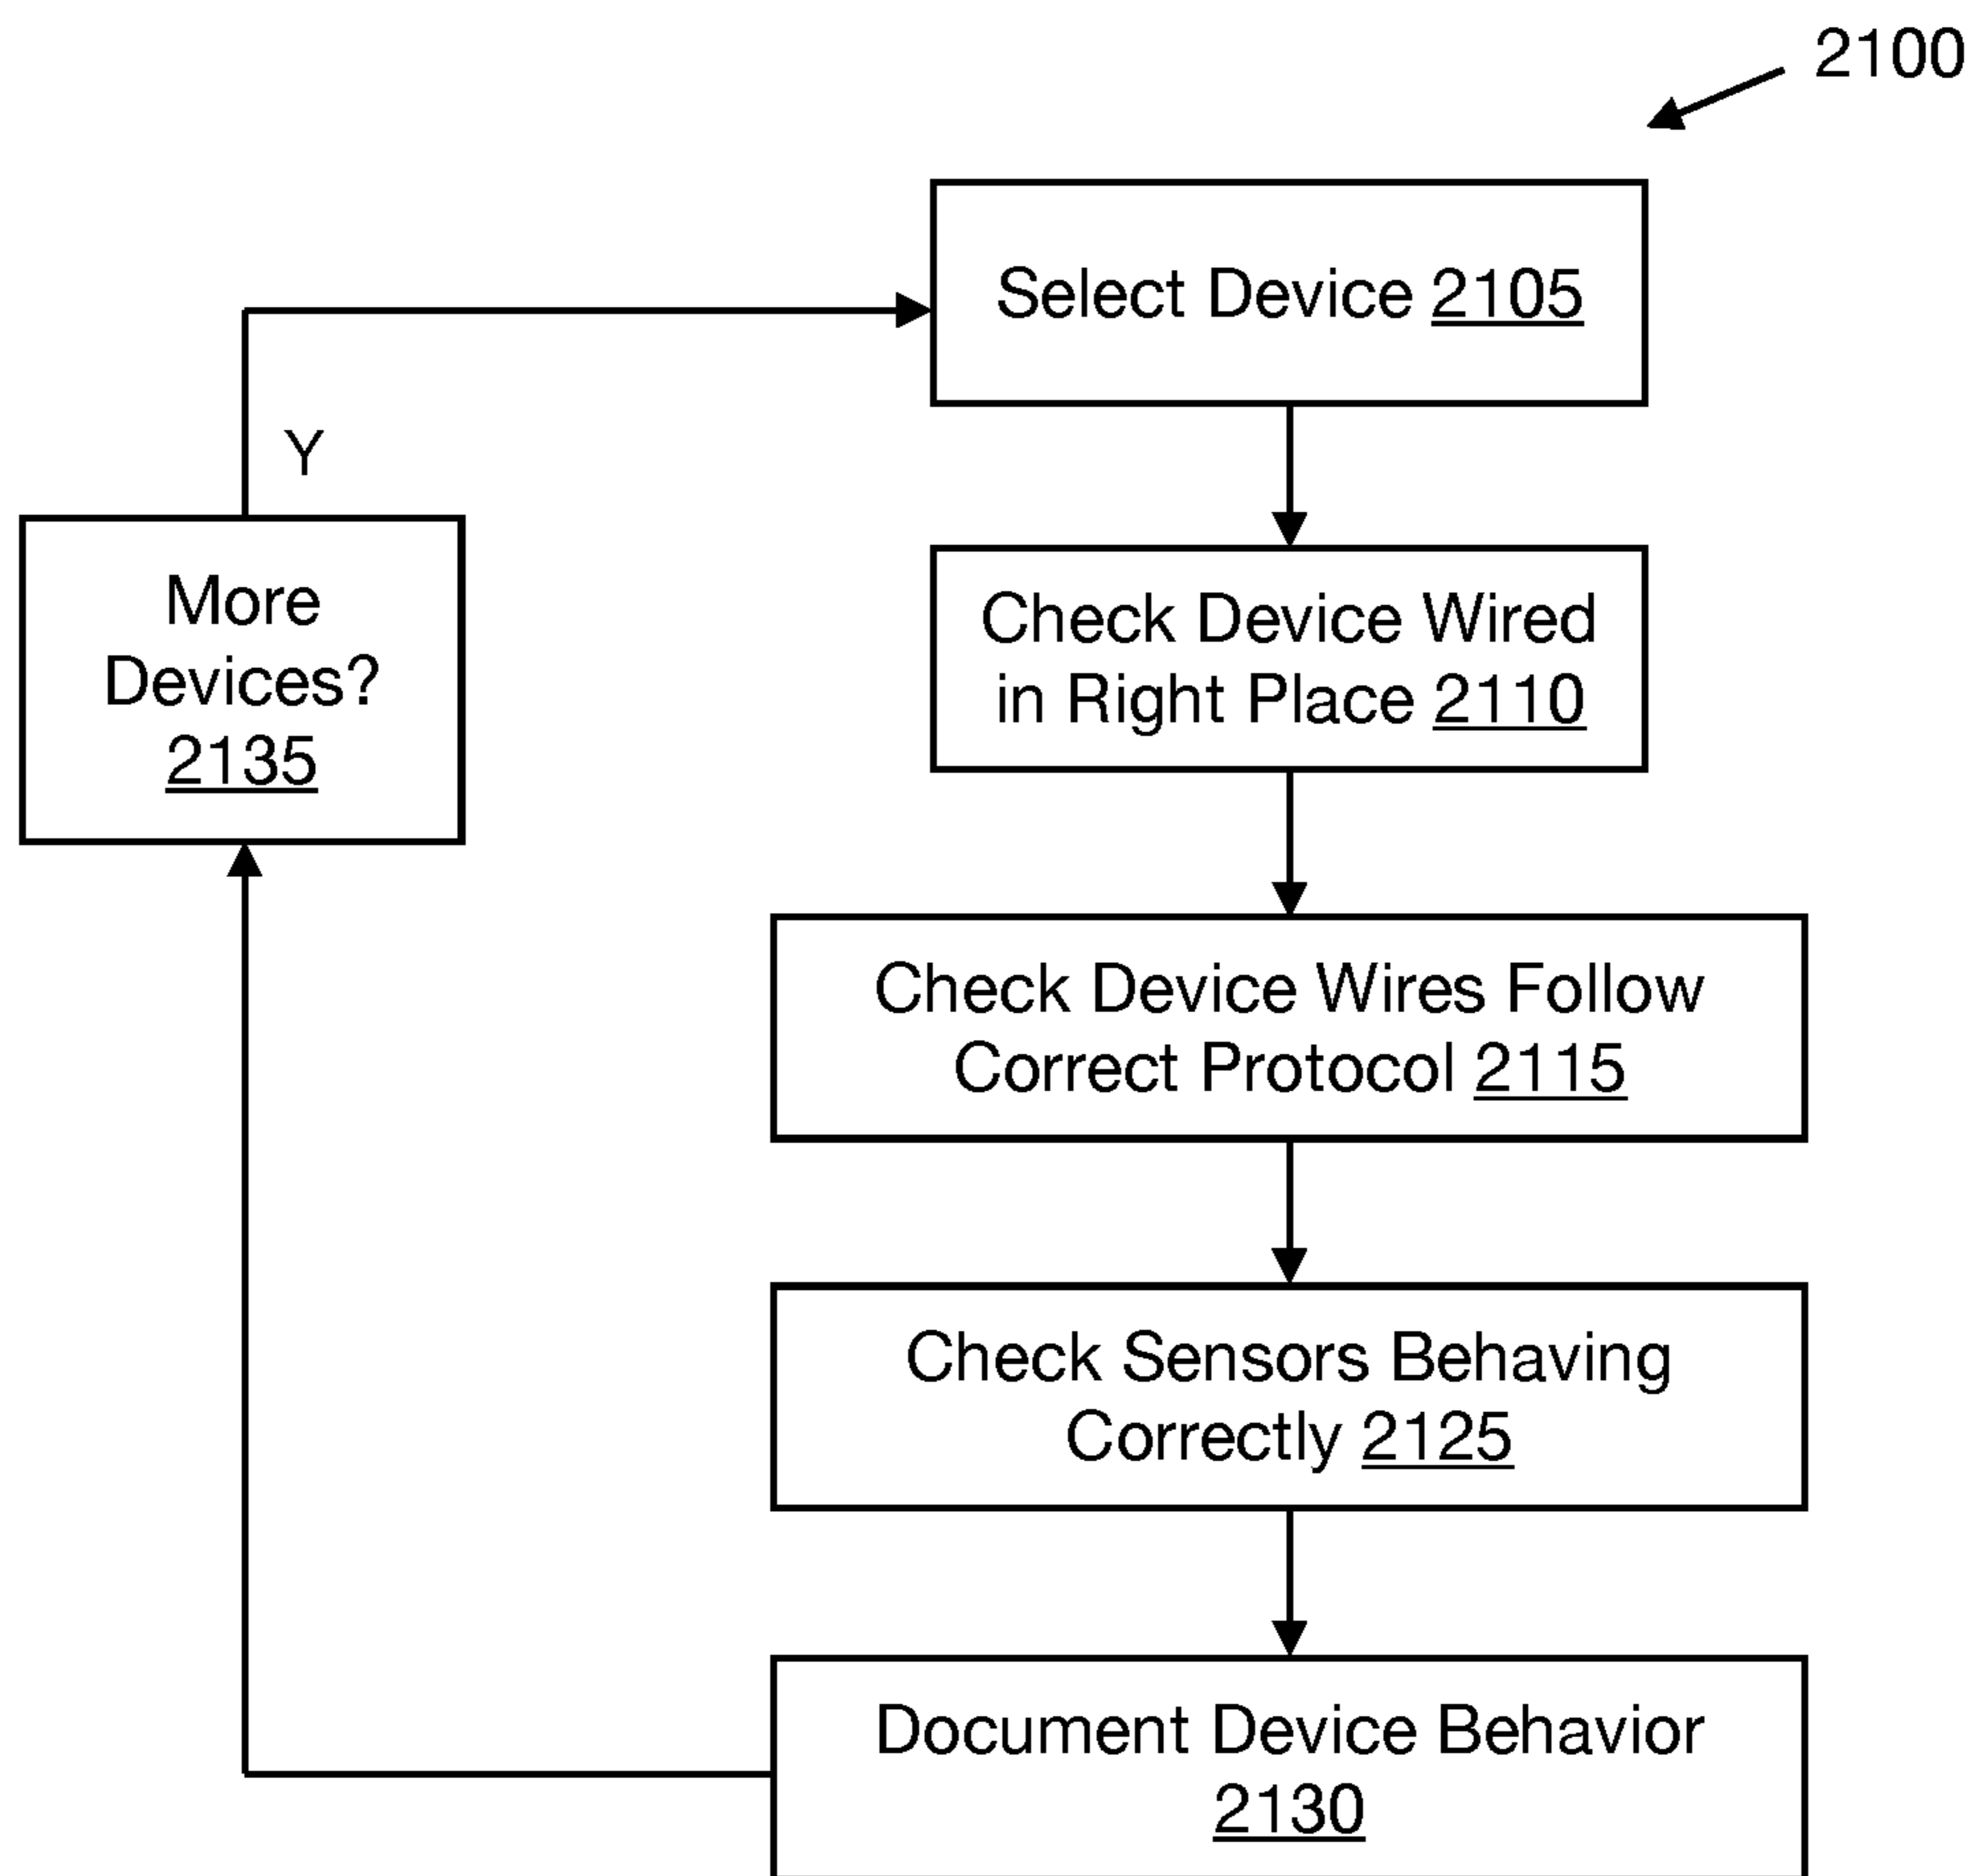 2100
Select Device 2105
Y
More
Devices?
2135
Check Device Wired
in Right Place 2110
Check Device Wires Follow
Correct Protocol 2115
Check Sensors Behaving
Correctly 2125
Document Device Behavior
2130